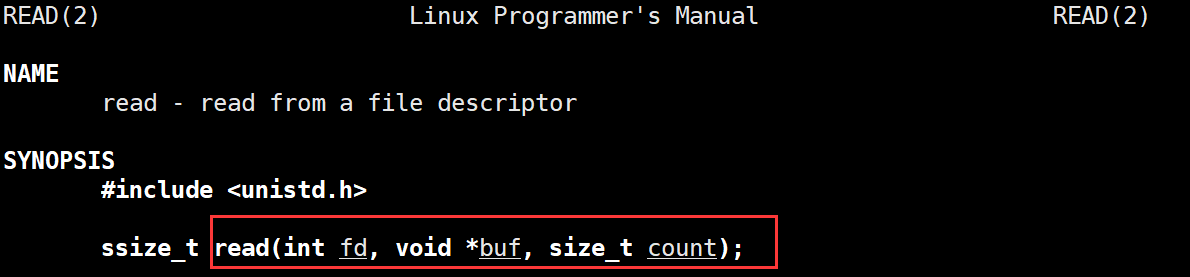 READ(2) Linux Programmer's Manual READ(2)
NAME
read - read from a file descriptor
SYNOPSIS
#include <unistd.h>
ssize_t read(int fd, void *buf, size_t count);